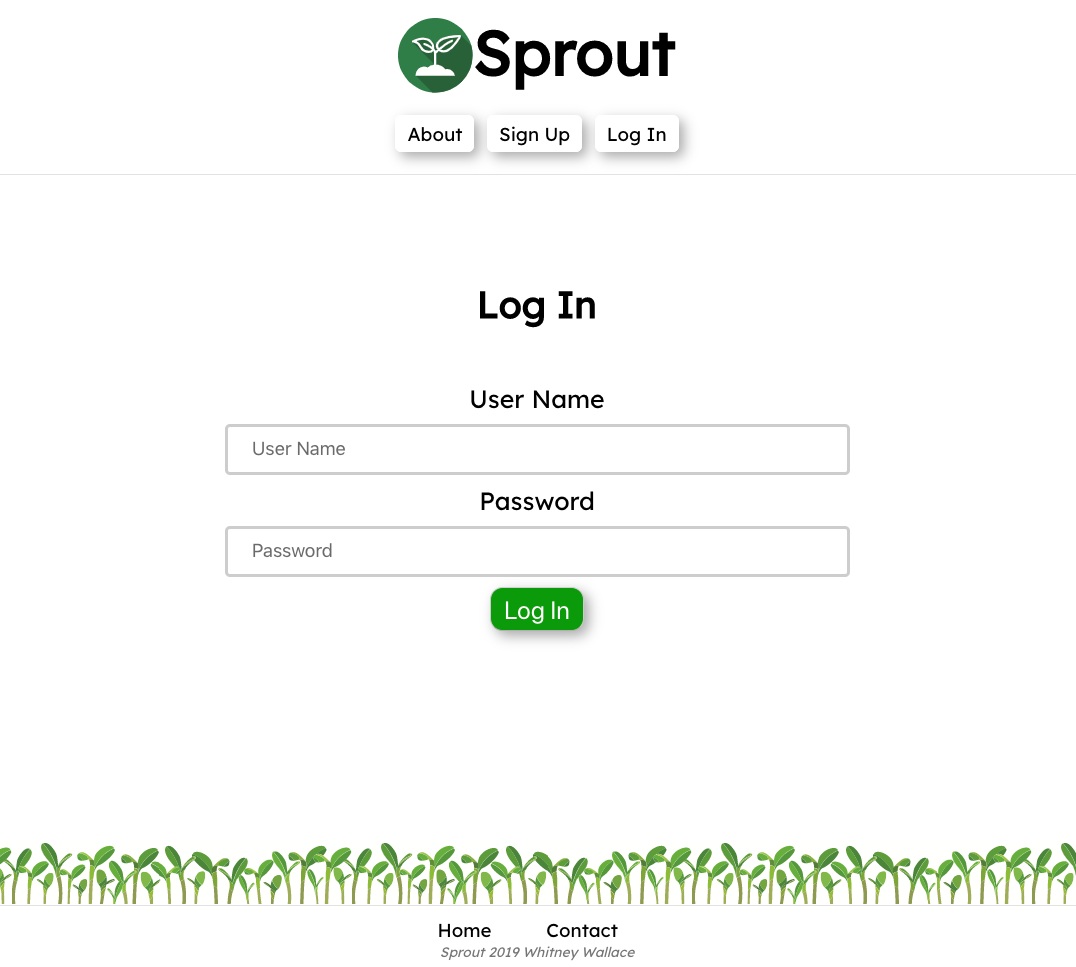 Sprout
About Sign Up Log In
Log In
User Name
User Name
Password
Password
Log In
Home Contact
Sprout 2019 Whitney Wallace